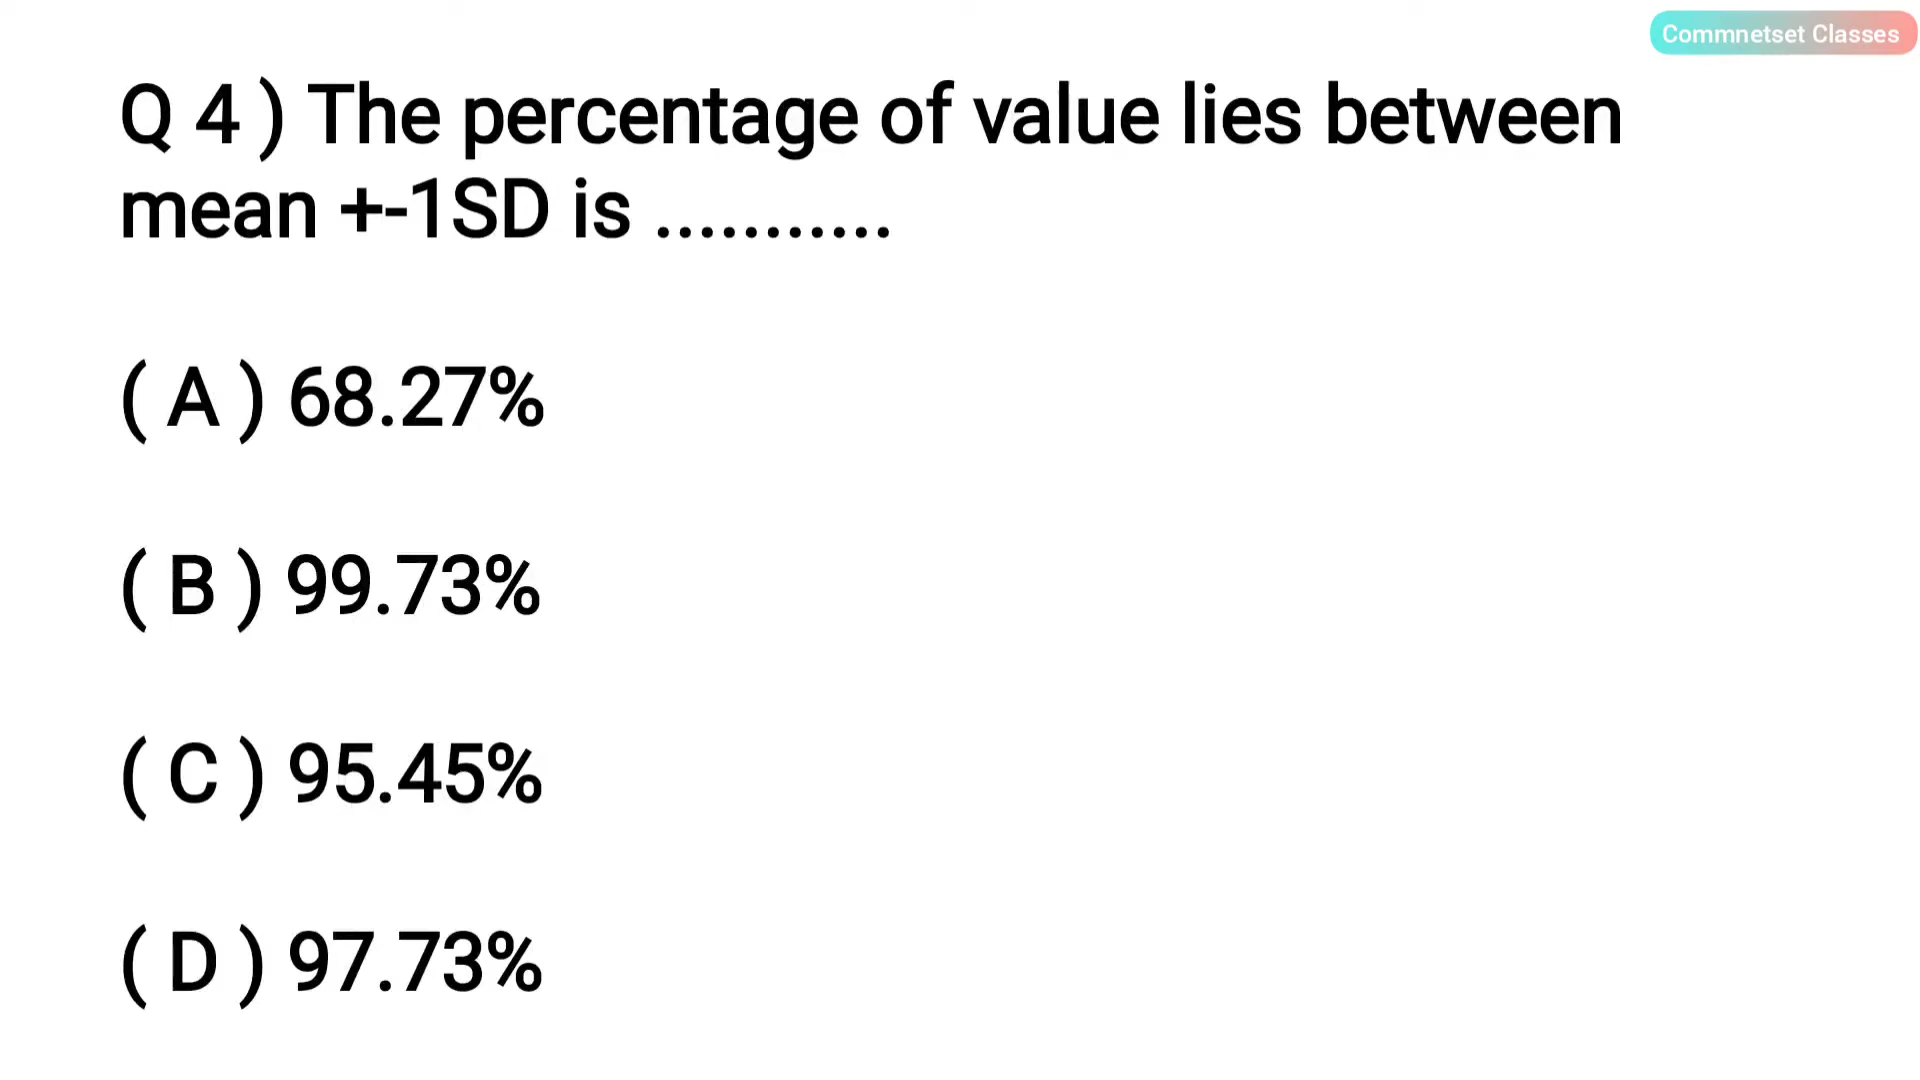 Commnetset Classes
Q 4 ) The percentage of value lies between
mean +-1SD is ...........
( A ) 68.27%
( B ) 99.73%
( C ) 95.45%
( D ) 97.73%